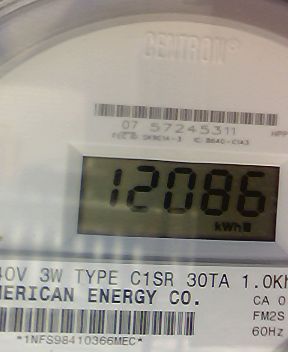 CENTRON®
07 57245311
12086
kWh
40V 3W TYPE C1SR 30TA 1.0Kh
MERICAN ENERGY CO.
CA 0
FM2S
60Hz
*1NFS98410366MEC*